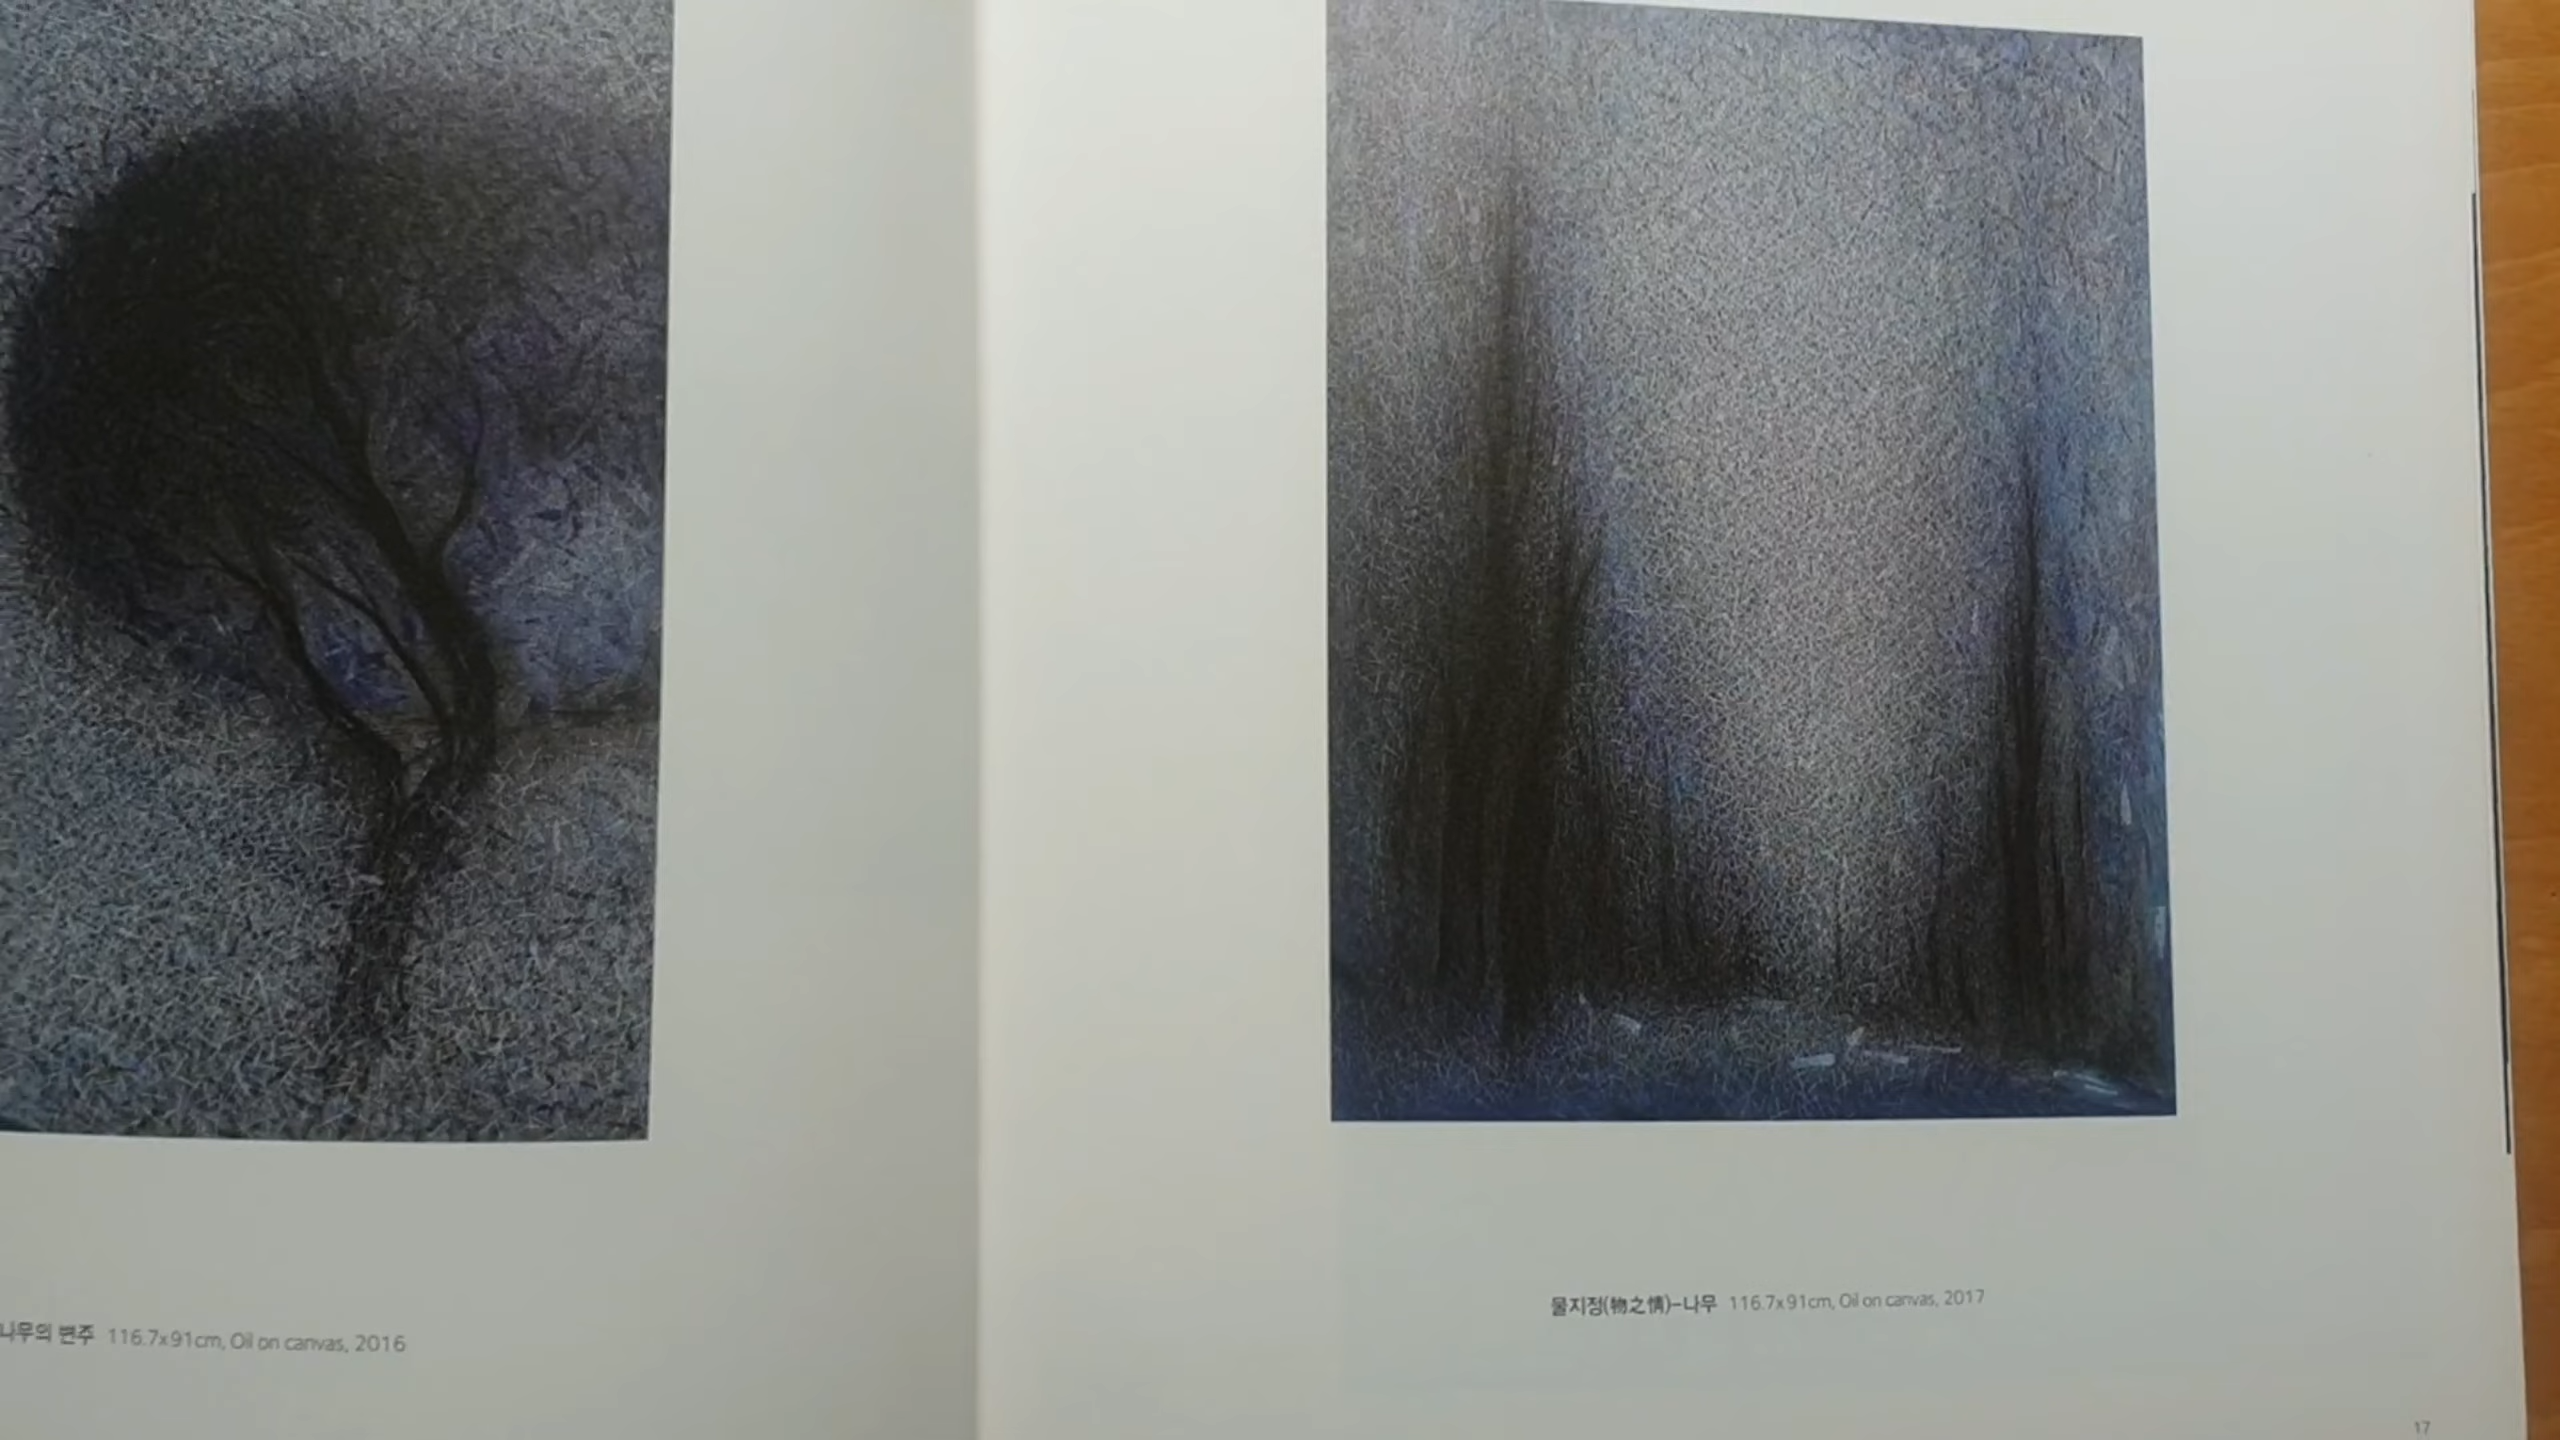 나무의 변주 116.7x91cm, Oil on canvas, 2016
물지정(物之情)-나무 116.7x91cm, Oil on canvas, 2017
17